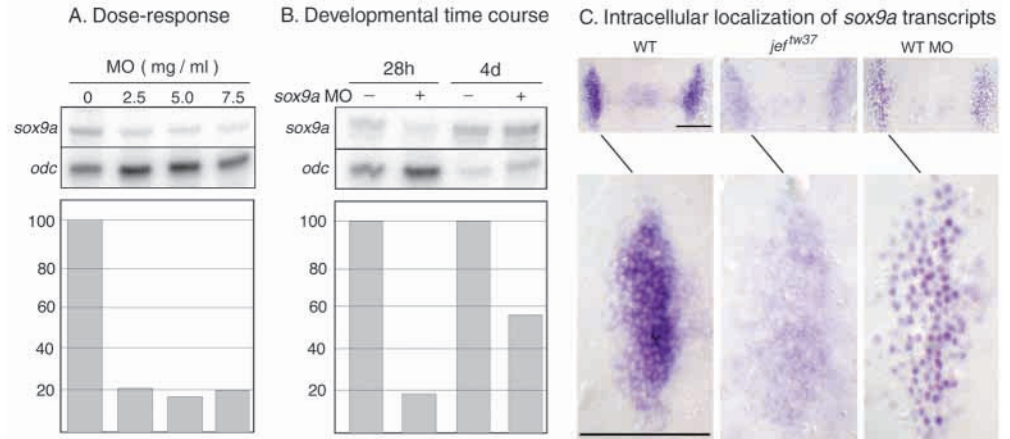 A. Dose-response
MO ( mg / ml )
0 2.5 5.0 7.5
sox9a
odc
100
80
60
40
20
B. Developmental time course
28h 4d
sox9a MO – + – +
sox9a
odc
100
80
60
40
20
C. Intracellular localization of sox9a transcripts
WT jef tw37 WT MO